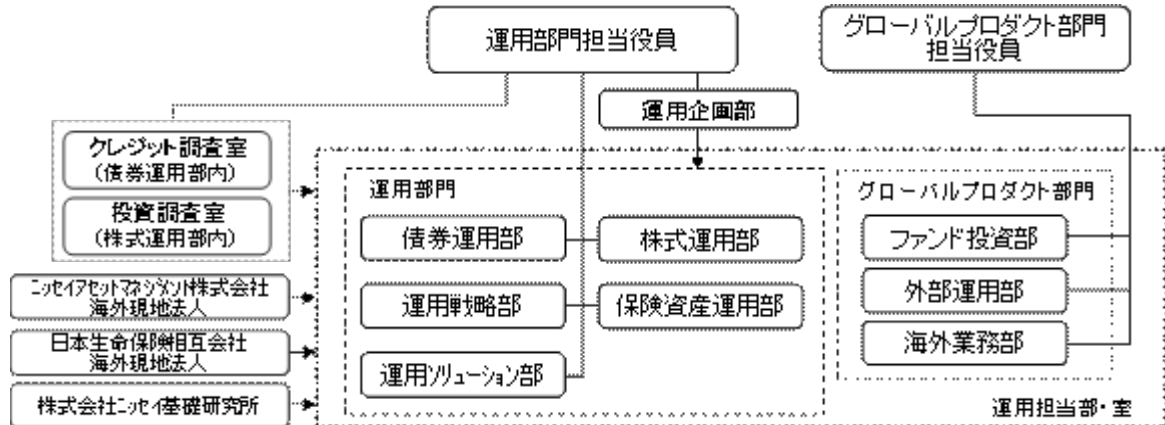 運用部門担当役員
グローバルプロダクト部門
担当役員
運用企画部
クレジット調査室
(債券運用部内)
投資調査室
(株式運用部内)
運用部門
グローバルプロダクト部門
債券運用部
株式運用部
ファンド投資部
ニッセイアセットマネジメント株式会社
海外現地法人
運用戦略部
保険資産運用部
外部運用部
日本生命保険相互会社
海外現地法人
運用ソリューション部
海外業務部
株式会社ニッセイ基礎研究所
運用担当部・室